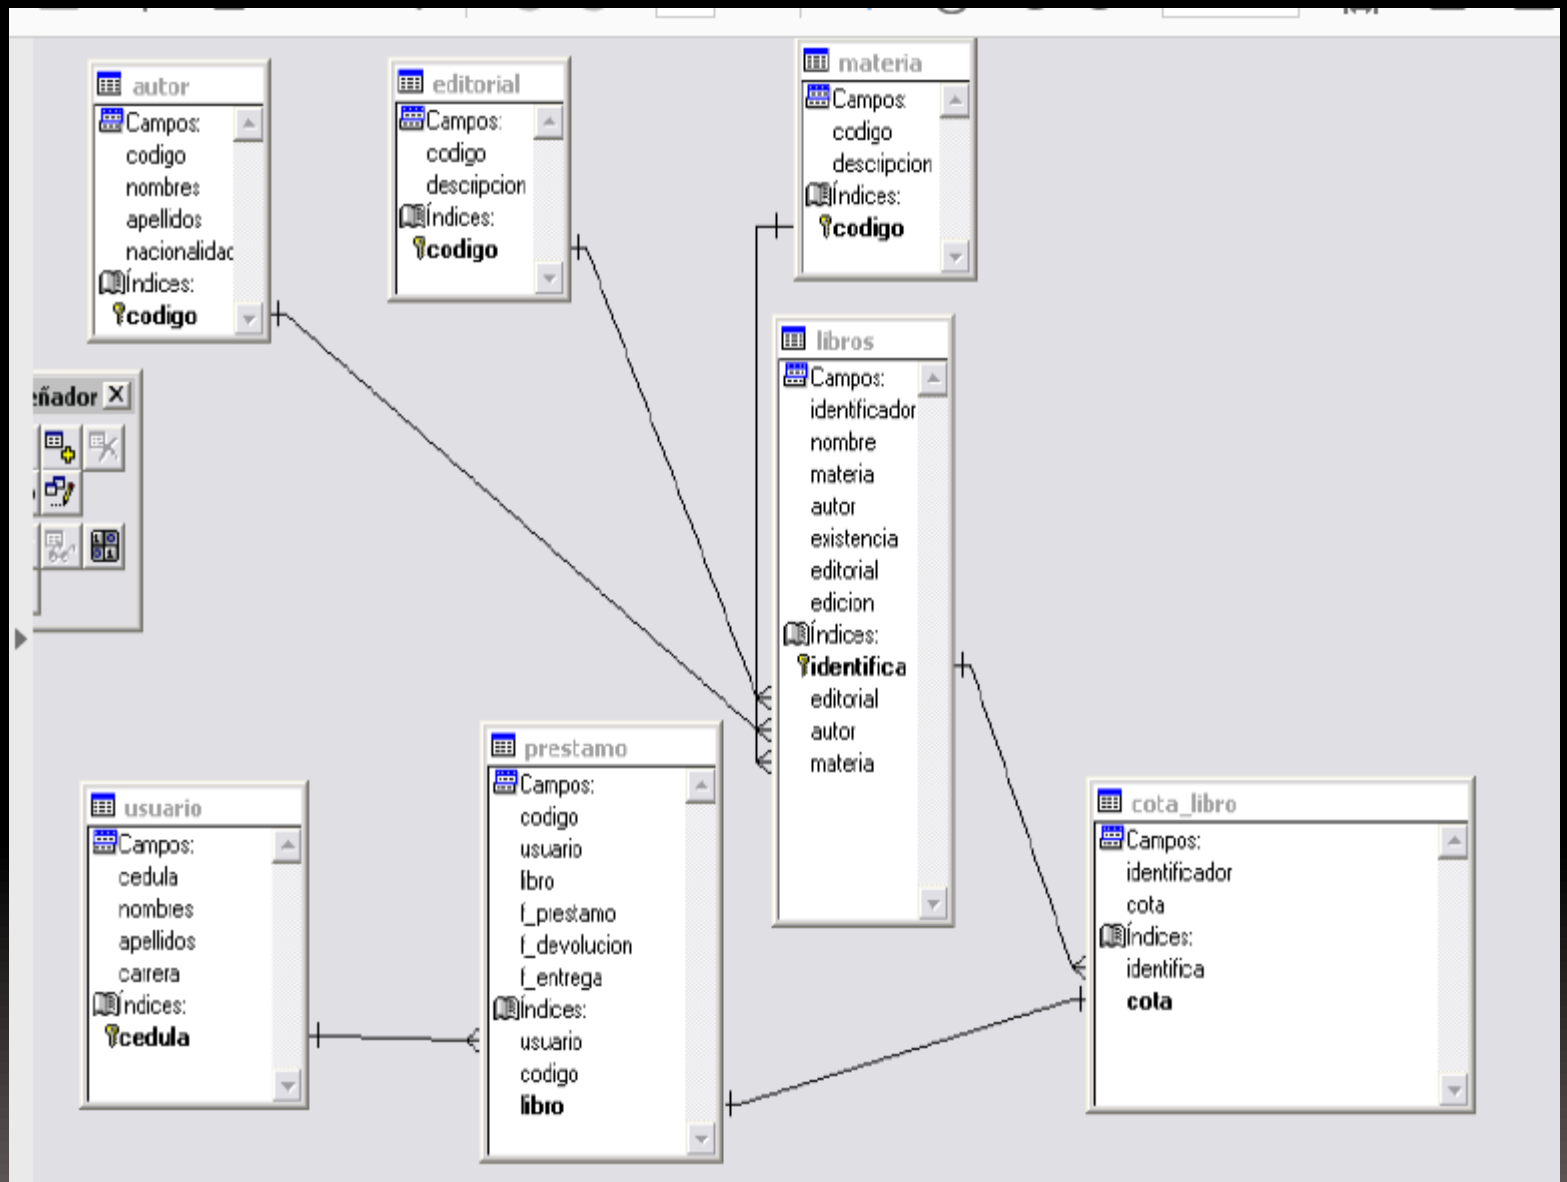 autor
Campos:
codigo
nombres
apellidos
nacionalidac
Índices:
codigo
editorial
Campos:
codigo
descripcion
Índices:
codigo
materia
Campos:
codigo
descripcion
Índices:
codigo
eñador
libros
Campos:
identificador
nombre
materia
autor
existencia
editorial
edicion
Índices:
identifica
editorial
autor
materia
usuario
Campos:
cedula
nombres
apellidos
carrera
Índices:
cedula
prestamo
Campos:
codigo
usuario
libro
f_prestamo
f_devolucion
f_entrega
Índices:
usuario
codigo
libro
cota_libro
Campos:
identificador
cota
Índices:
identifica
cota